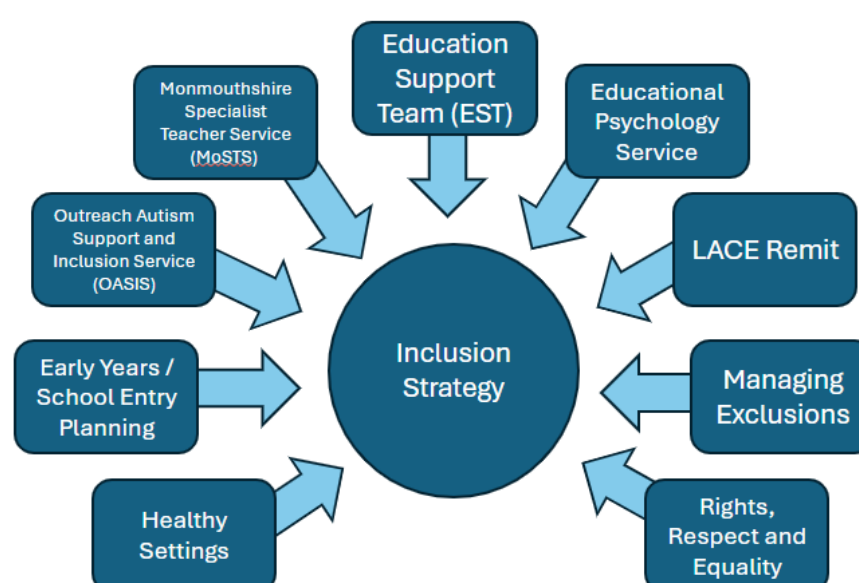 Education
Support
Team (EST)
Monmouthshire
Specialist
Teacher Service
(MoSTS)
Educational
Psychology
Service
Outreach Autism
Support and
Inclusion Service
(OASIS)
LACE Remit
Inclusion
Strategy
Early Years /
School Entry
Planning
Managing
Exclusions
Healthy
Settings
Rights,
Respect and
Equality